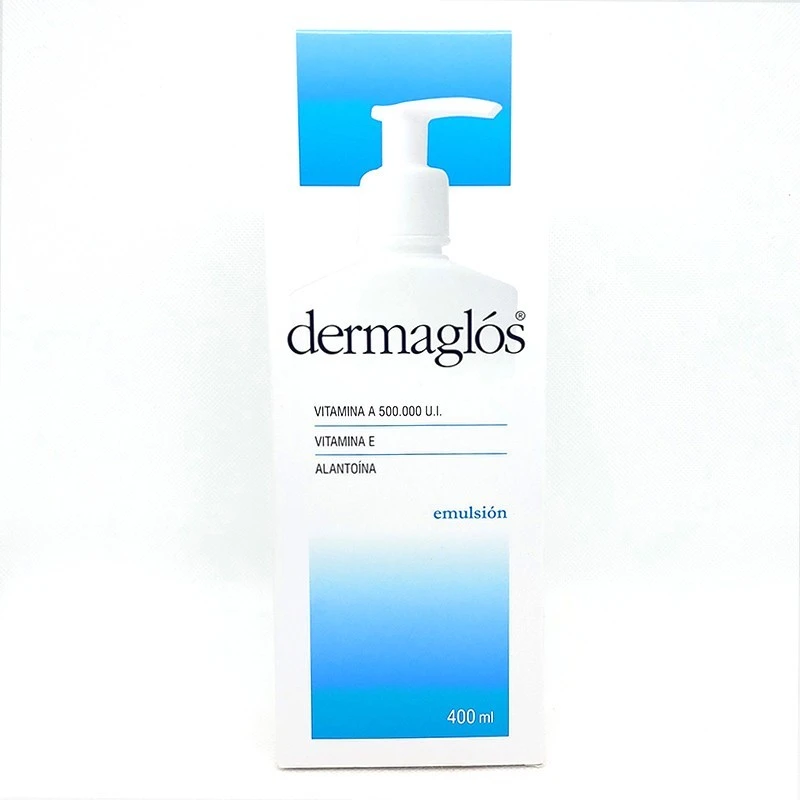 dermaglós®
VITAMINA A 500.000 U.I.
VITAMINA E
ALANTOÍNA
emulsión
400 ml